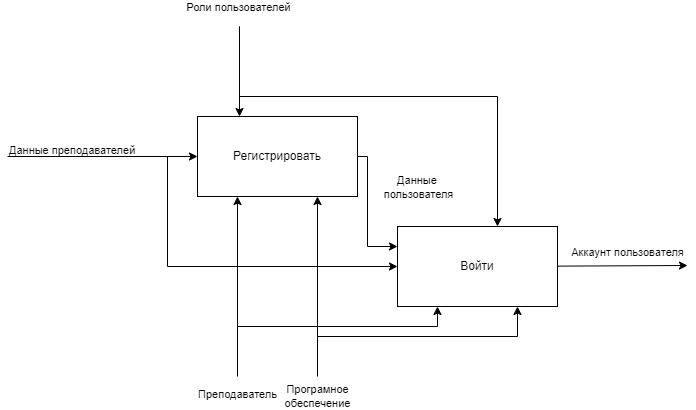 Роли пользователей
Данные преподавателей
Регистрировать
Данные
пользователя
Аккаунт пользователя
Войти
Преподаватель
Програмное
обеспечение